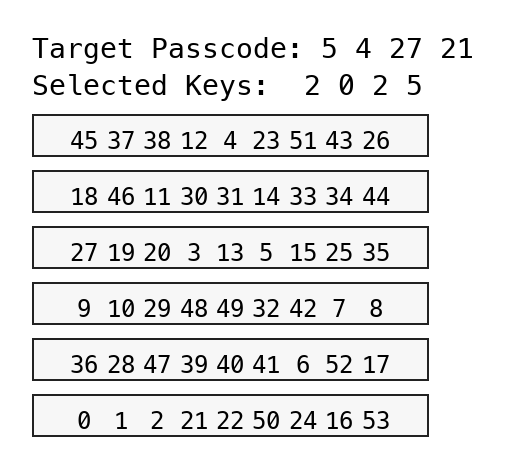 Target Passcode: 5 4 27 21
Selected Keys: 2 0 2 5
45 37 38 12 4 23 51 43 26
18 46 11 30 31 14 33 34 44
27 19 20 3 13 5 15 25 35
9 10 29 48 49 32 42 7 8
36 28 47 39 40 41 6 52 17
0 1 2 21 22 50 24 16 53